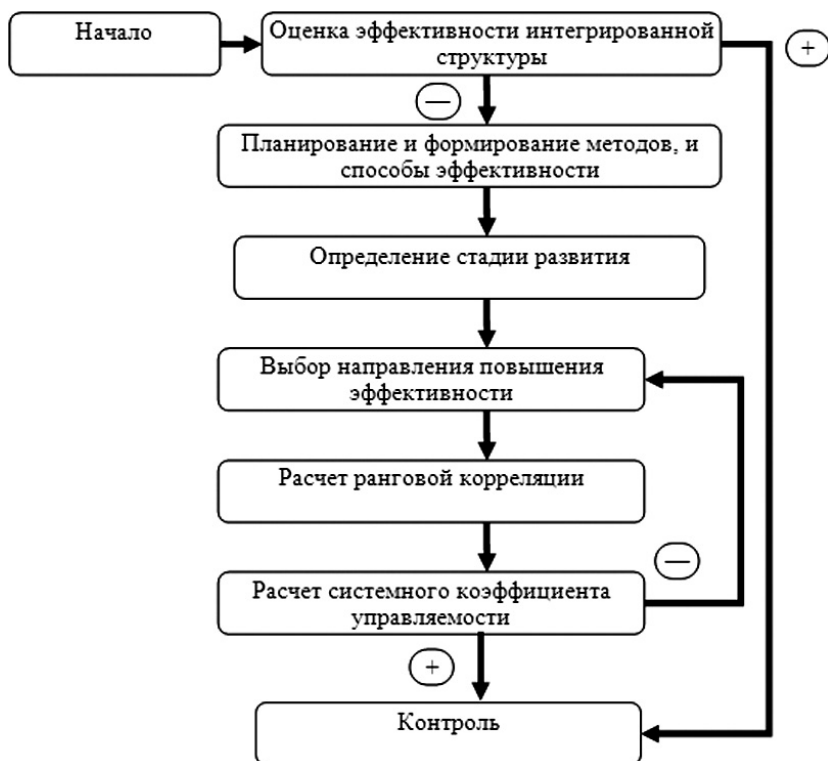 Начало
Оценка эффективности интегрированной
структуры
+
—
Планирование и формирование методов, и
способы эффективности
Определение стадии развития
Выбор направления повышения
эффективности
Расчет ранговой корреляции
—
Расчет системного коэффициента
управляемости
+
Контроль